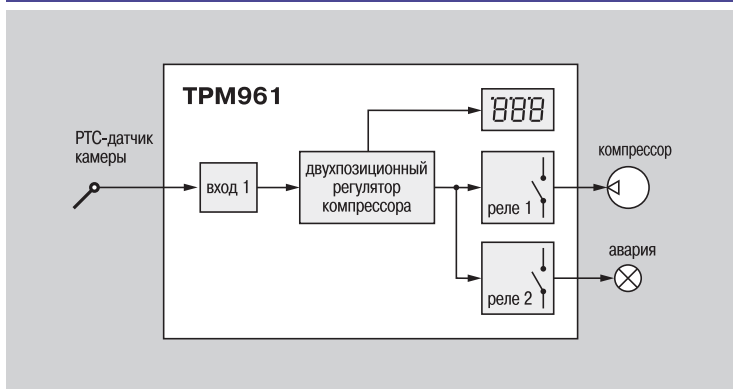 ТРМ961
888
РТС-датчик
камеры
вход 1
двухпозиционный
регулятор
компрессора
реле 1
компрессор
реле 2
авария